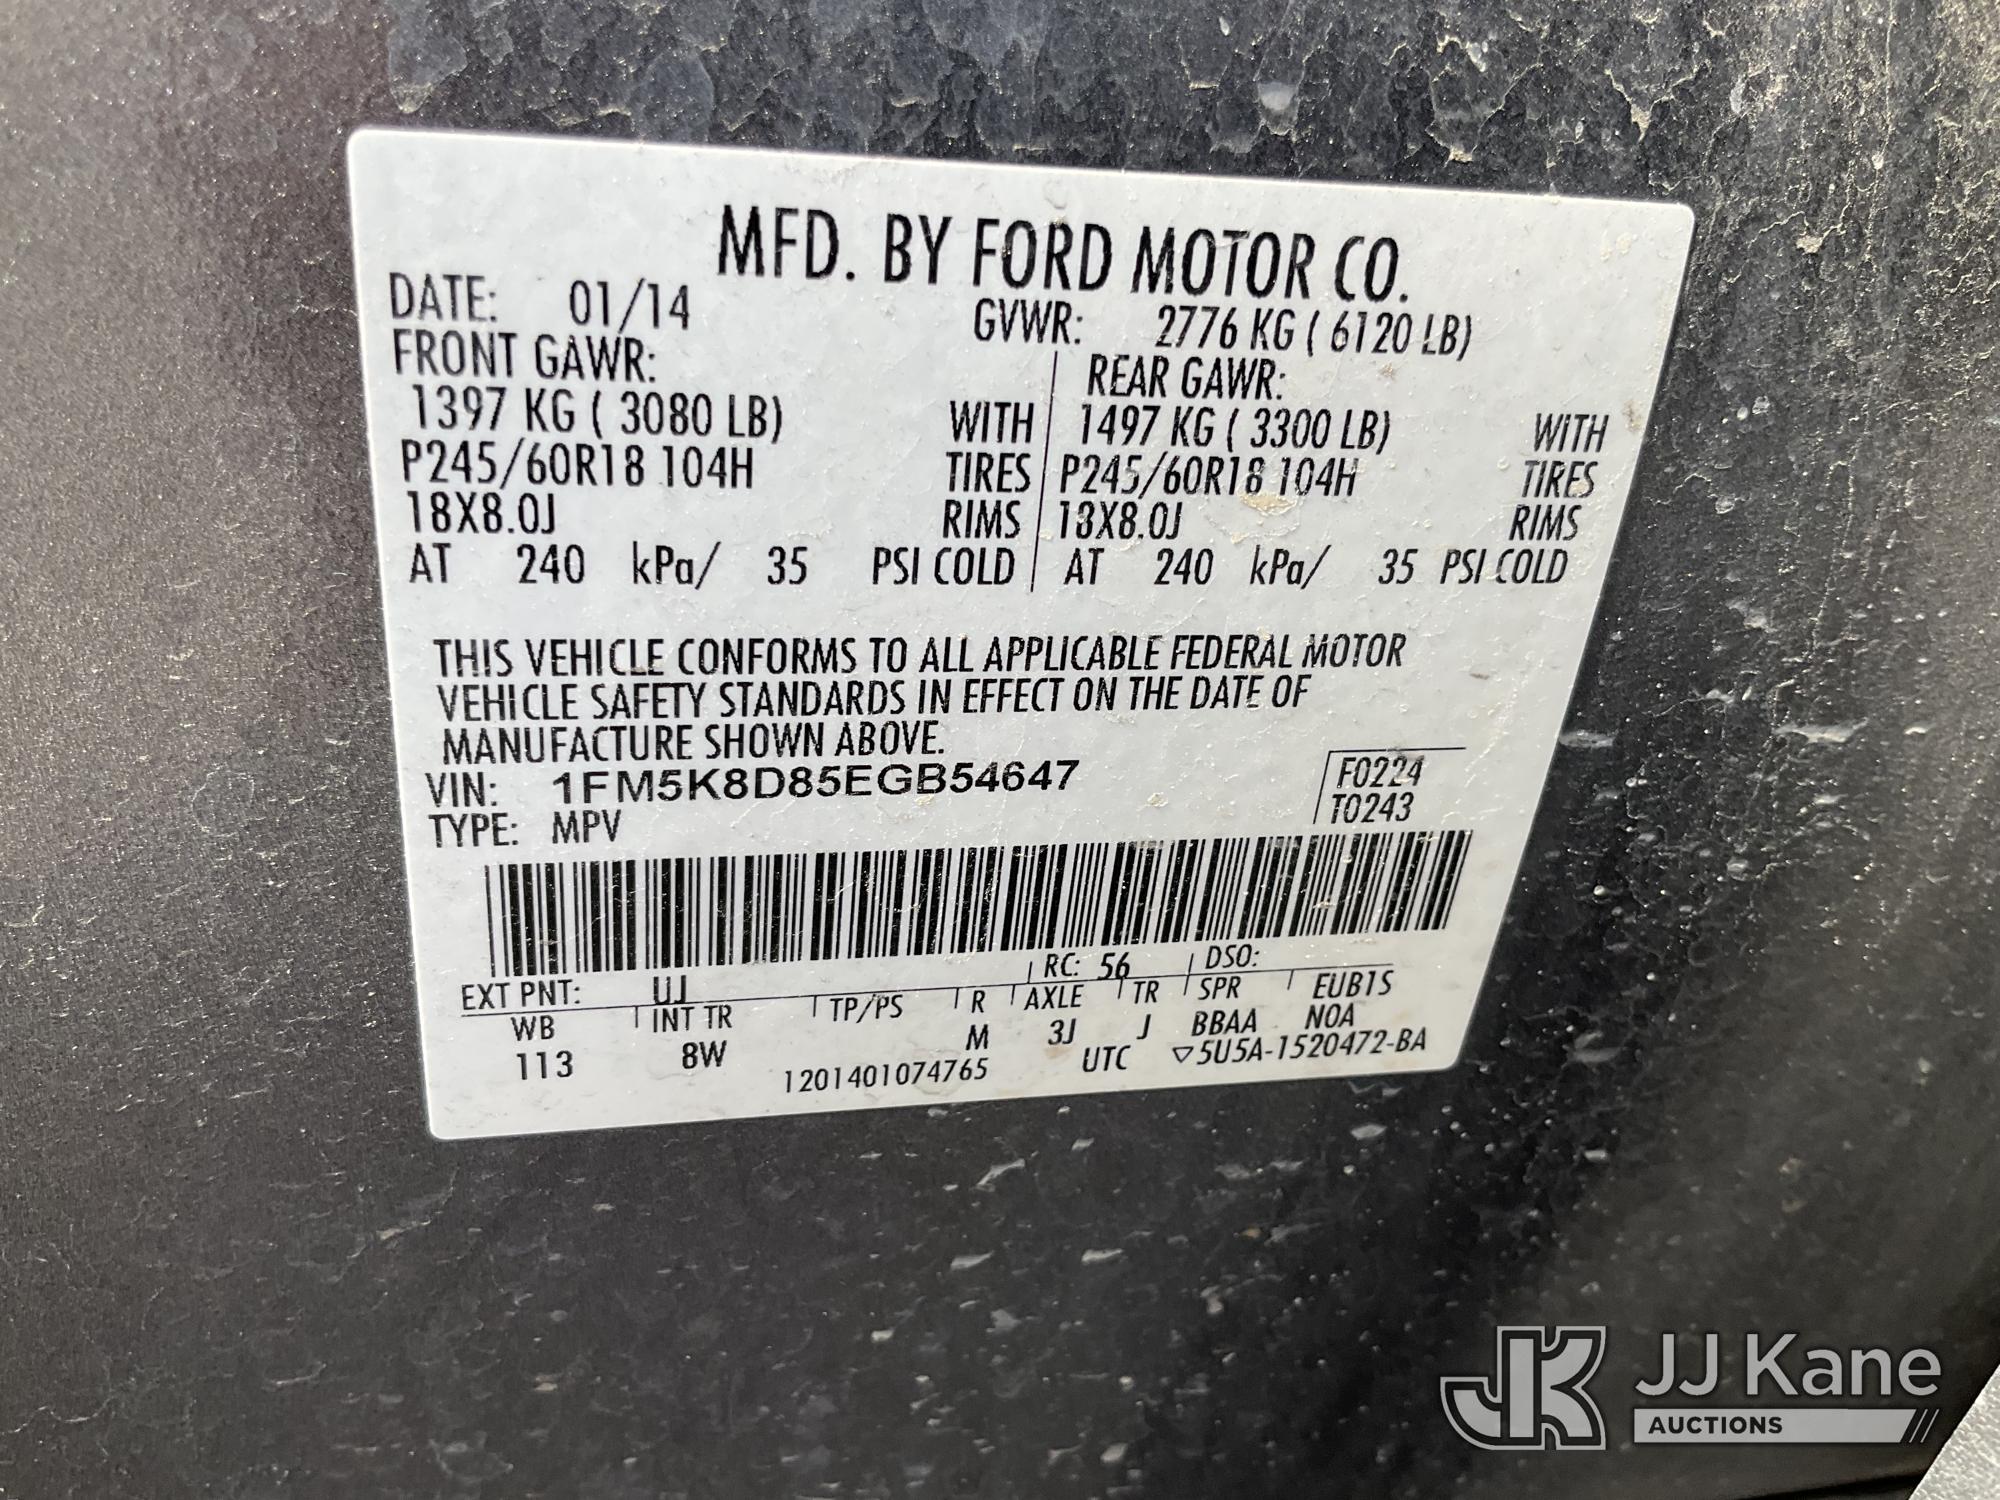 MFD. BY FORD MOTOR CO.
DATE: 01/14 GVWR: 2776 KG ( 6120 LB)
FRONT GAWR: REAR GAWR:
1397 KG ( 3080 LB) WITH 1497 KG ( 3300 LB) WITH
P245/60R18 104H TIRES P245/60R18 104H TIRES
18X8.0J RIMS 18X8.0J RIMS
AT 240 kPa/ 35 PSI COLD AT 240 kPa/ 35 PSI COLD
THIS VEHICLE CONFORMS TO ALL APPLICABLE FEDERAL MOTOR
VEHICLE SAFETY STANDARDS IN EFFECT ON THE DATE OF
MANUFACTURE SHOWN ABOVE.
VIN: 1FM5K8D85EGB54647 F0224
TYPE: MPV T0243
EXT PNT: UJ RC: 56 DSO:
WB INT TR TP/PS R AXLE TR SPR EUB1S
113 8W M 3J J BBAA NOA
1201401074765 UTC ▽5U5A-1520472-BA
JK JJ Kane
AUCTIONS